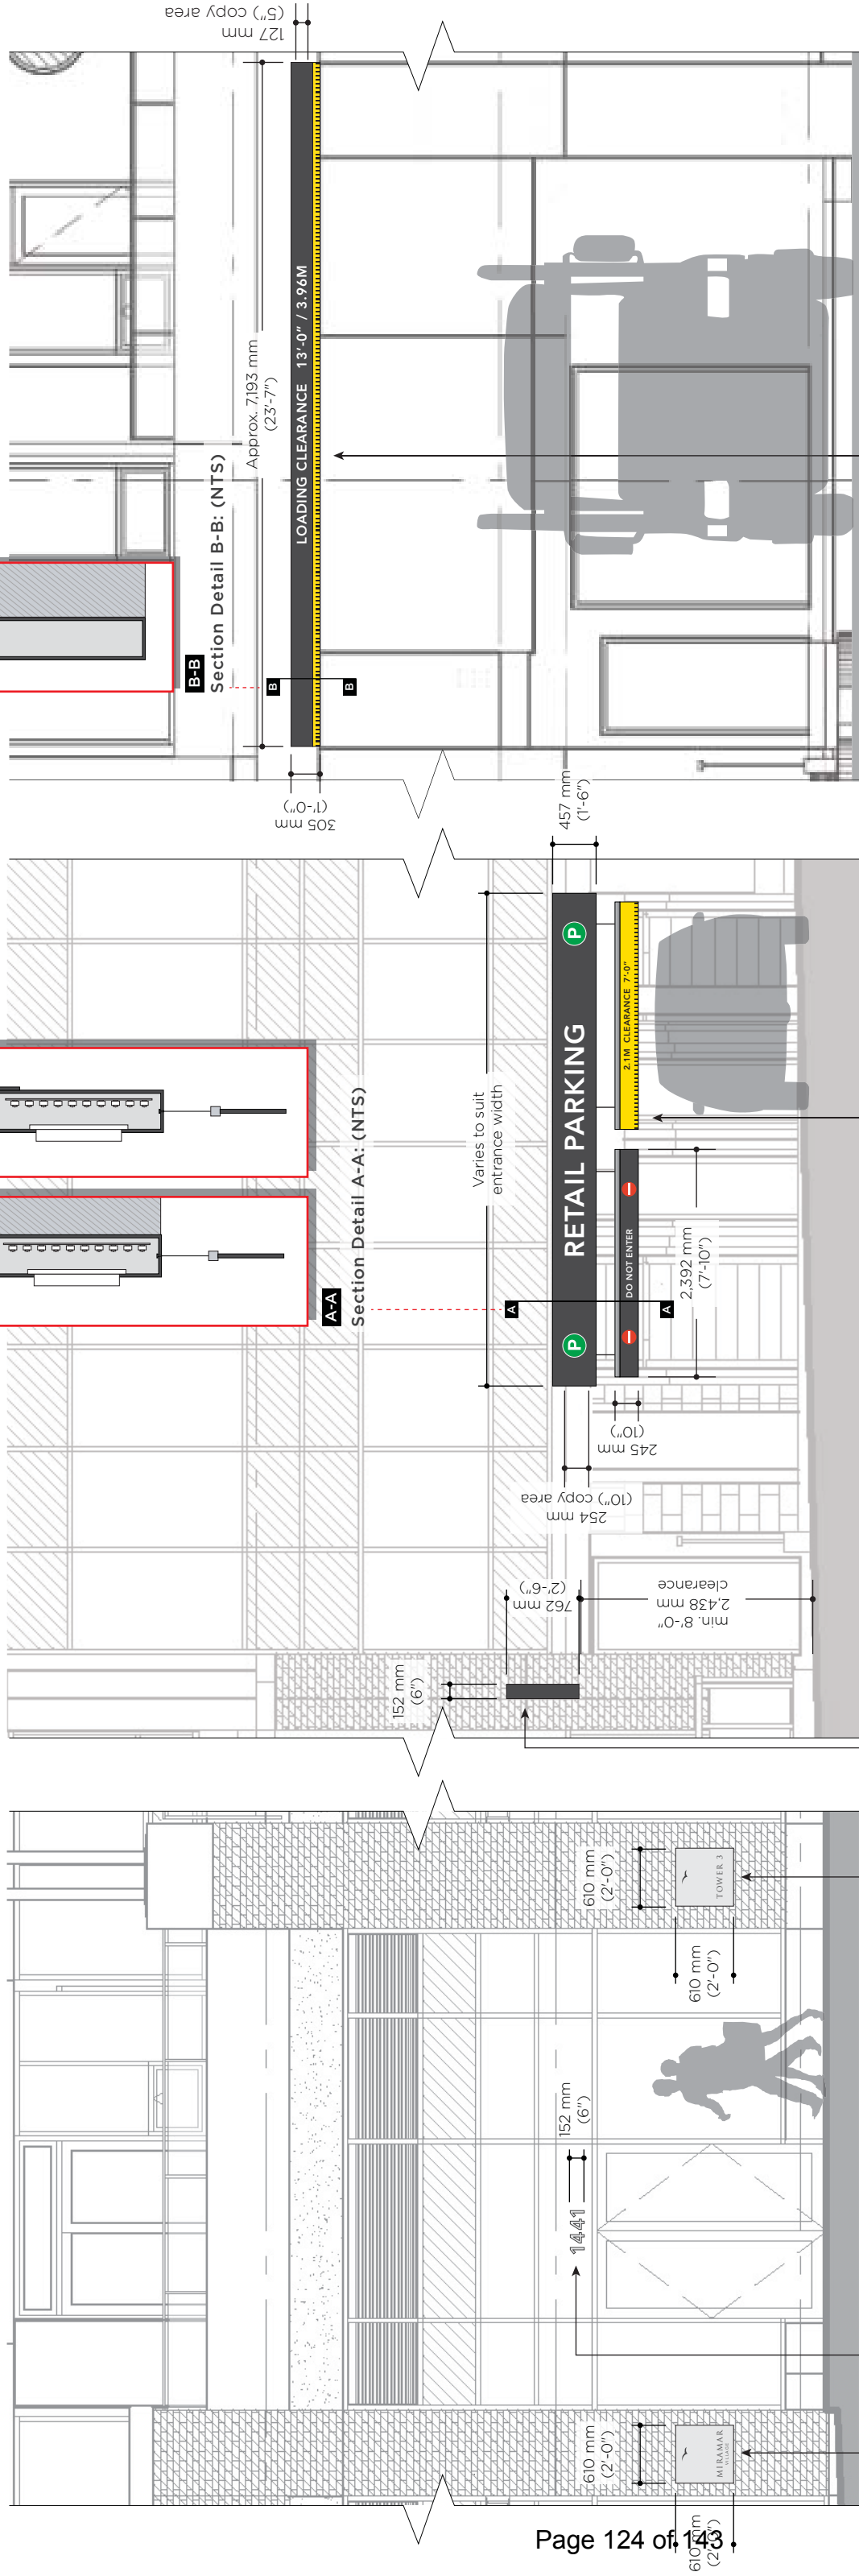 127 mm
(5") copy area
Approx. 7,193 mm
(23'-7")
LOADING CLEARANCE 13'-0" / 3.96M
B-B
Section Detail B-B: (NTS)
B
B
305 mm
(1'-0")
457 mm
(1'-6")
A-A
Section Detail A-A: (NTS)
Varies to suit
entrance width
P
RETAIL PARKING
P
2.1M CLEARANCE 7'-0"
DO NOT ENTER
A
A
2,392 mm
(7'-10")
245 mm
(10")
254 mm
(10") copy area
762 mm
(2'-6")
min. 8'-0"
2,438 mm
clearance
152 mm
(6")
610 mm
(2'-0")
TOWER 3
610 mm
(2'-0")
152 mm
(6")
1441
610 mm
(2'-0")
MIRAMAR
VILLAGE
610 mm
(2'-0")
Page 124 of 143